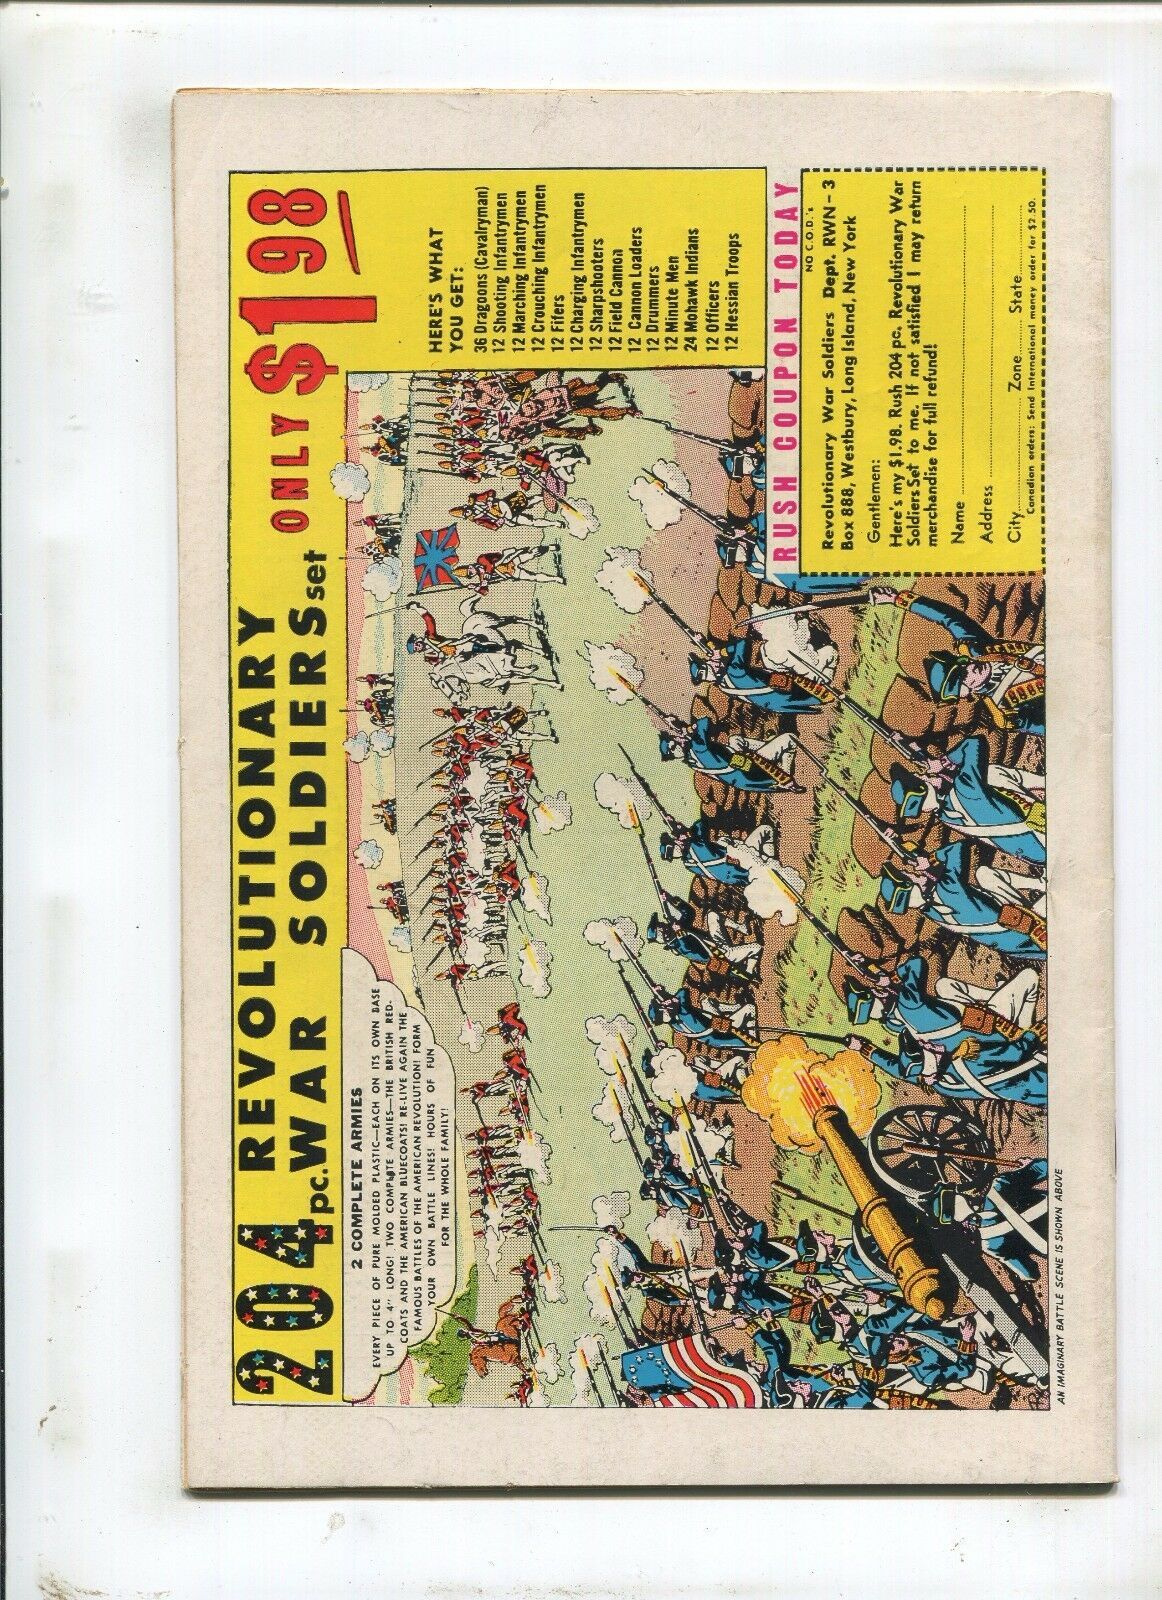 204 REVOLUTIONARY
pc. WAR SOLDIERS set
ONLY $1 98
2 COMPLETE ARMIES
EVERY PIECE OF PURE MOLDED PLASTIC—EACH ON ITS OWN BASE
UP TO 4" LONG! TWO COMPLETE ARMIES—THE BRITISH RED-
COATS AND THE AMERICAN BLUECOATS! RE-LIVE AGAIN THE
FAMOUS BATTLES OF THE AMERICAN REVOLUTION! FORM
YOUR OWN BATTLE LINES! HOURS OF FUN
FOR THE WHOLE FAMILY!
HERE'S WHAT
YOU GET:
36 Dragoons (Cavalryman)
12 Shooting Infantrymen
12 Marching Infantrymen
12 Crouching Infantrymen
12 Fifers
12 Charging Infantrymen
12 Sharpshooters
12 Field Cannon
12 Cannon Loaders
12 Drummers
12 Minute Men
24 Mohawk Indians
12 Officers
12 Hessian Troops
RUSH COUPON TODAY
NO C.O.D.'s
Revolutionary War Soldiers Dept. RWN-3
Box 888, Westbury, Long Island, New York
Gentlemen:
Here's my $1.98. Rush 204 pc. Revolutionary War
Soldiers Set to me. If not satisfied I may return
merchandise for full refund!
Name
Address
City Zone State
Canadian orders: Send International money order for $2.50.
AN IMAGINARY BATTLE SCENE IS SHOWN ABOVE